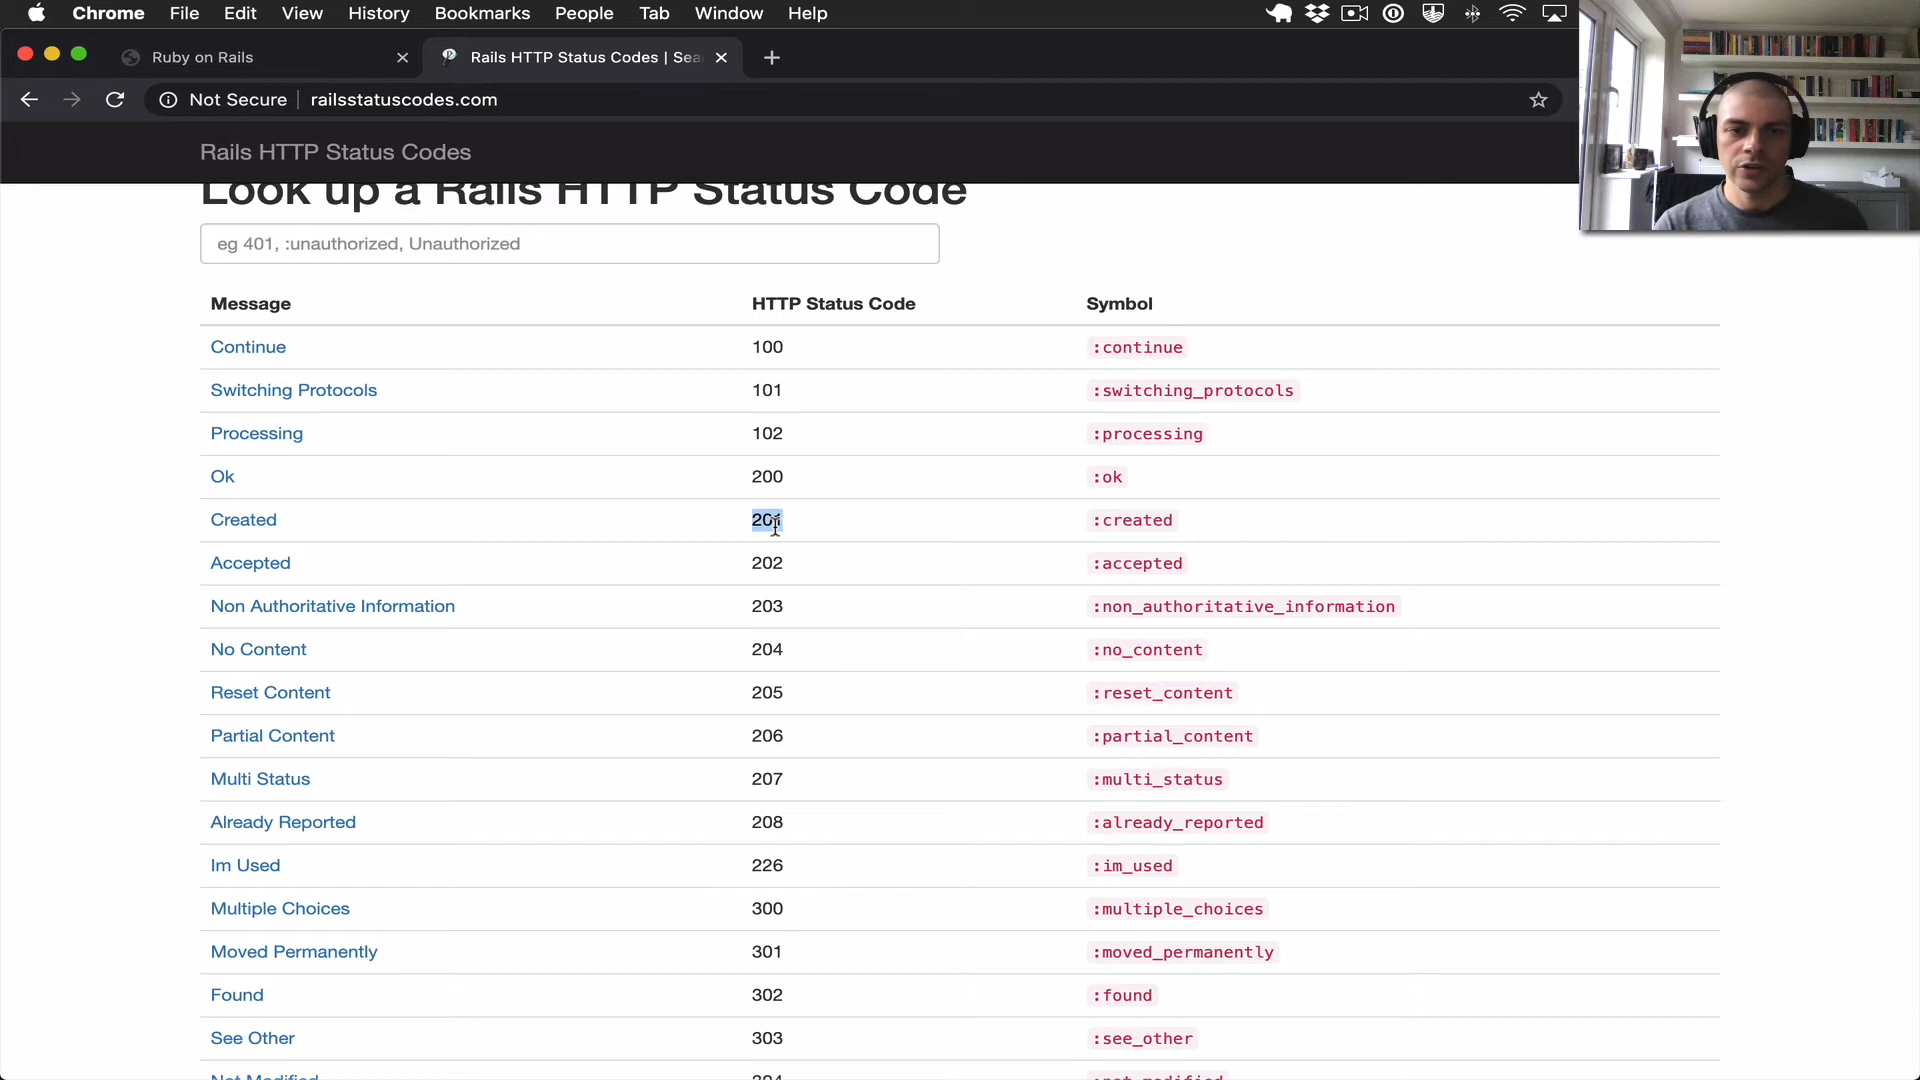 Chrome File Edit View History Bookmarks People Tab Window Help
Ruby on Rails
Rails HTTP Status Codes | Sea
Not Secure | railsstatuscodes.com
Rails HTTP Status Codes
Look up a Rails HTTP Status Code
eg 401, :unauthorized, Unauthorized
Message HTTP Status Code Symbol
Continue 100 :continue
Switching Protocols 101 :switching_protocols
Processing 102 :processing
Ok 200 :ok
Created 201 :created
Accepted 202 :accepted
Non Authoritative Information 203 :non_authoritative_information
No Content 204 :no_content
Reset Content 205 :reset_content
Partial Content 206 :partial_content
Multi Status 207 :multi_status
Already Reported 208 :already_reported
Im Used 226 :im_used
Multiple Choices 300 :multiple_choices
Moved Permanently 301 :moved_permanently
Found 302 :found
See Other 303 :see_other
Not Modified 304 :not_modified